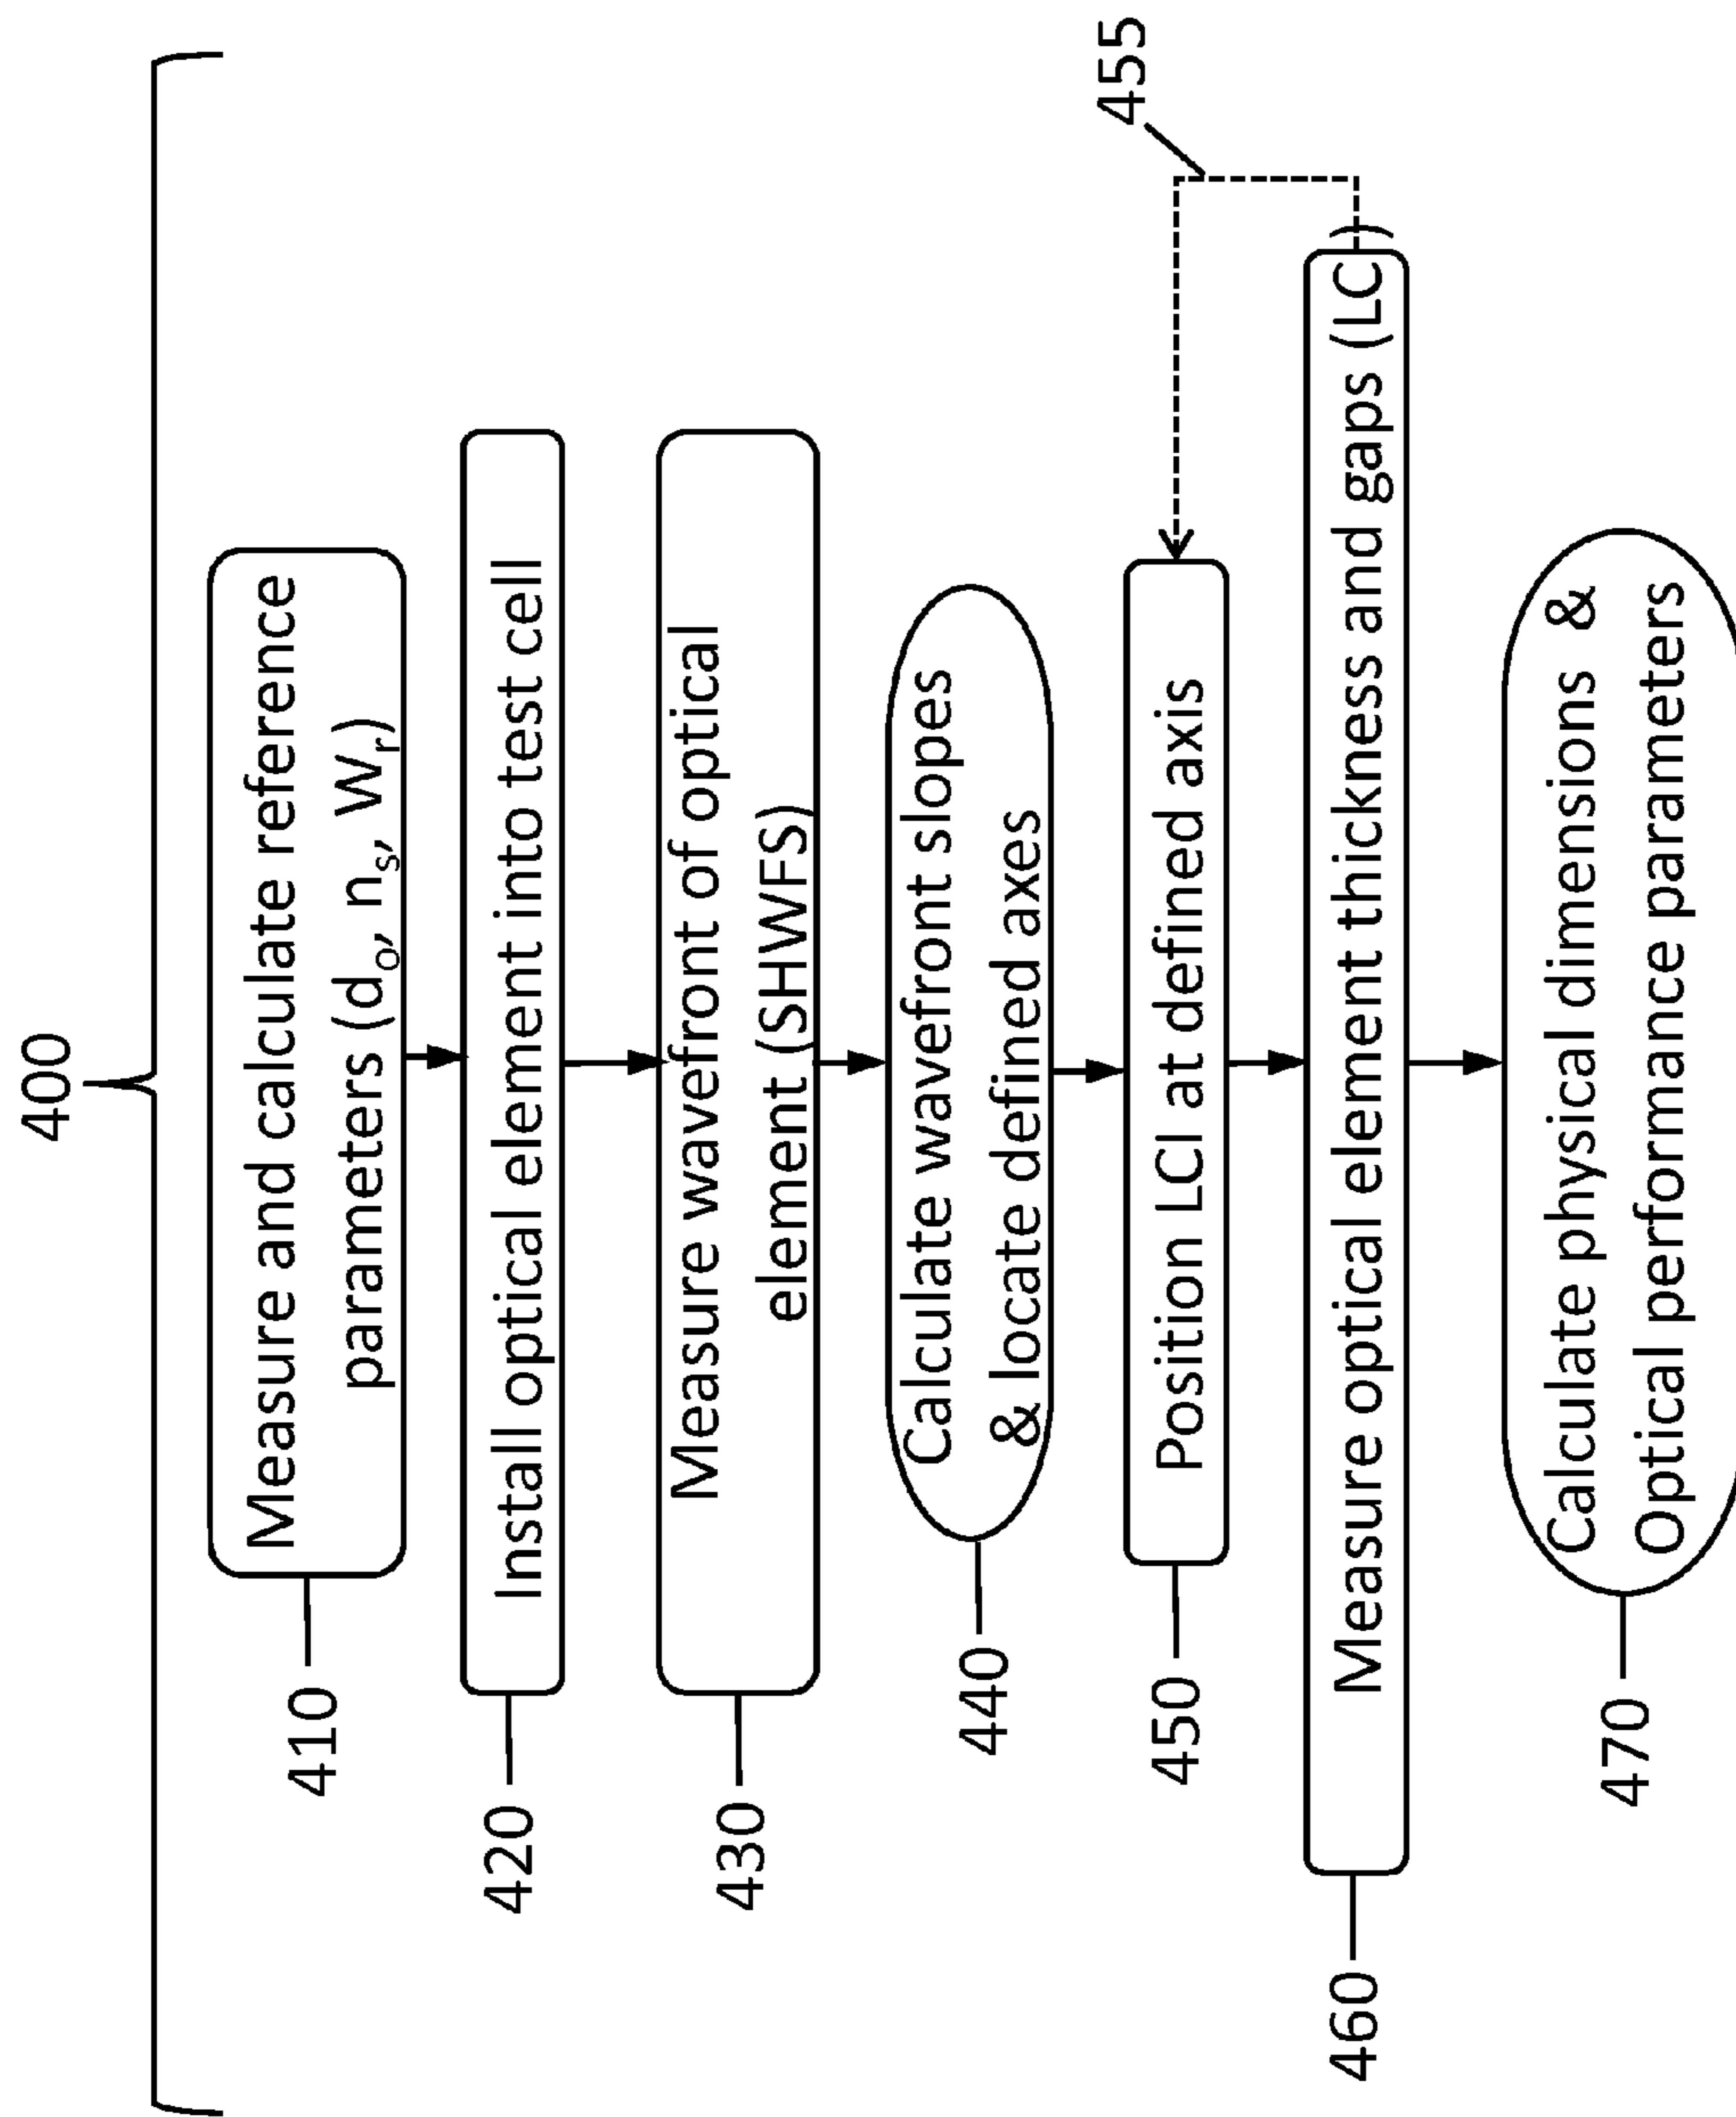 400
410
Measure and calculate reference
parameters (dₒ, nₛ, Wᵣ)
420
Install optical element into test cell
430
Measure wavefront of optical
element (SHWFS)
440
Calculate wavefront slopes
& locate defined axes
450
Position LCI at defined axis
455
460
Measure optical element thickness and gaps (LCI)
470
Calculate physical dimensions &
Optical performance parameters